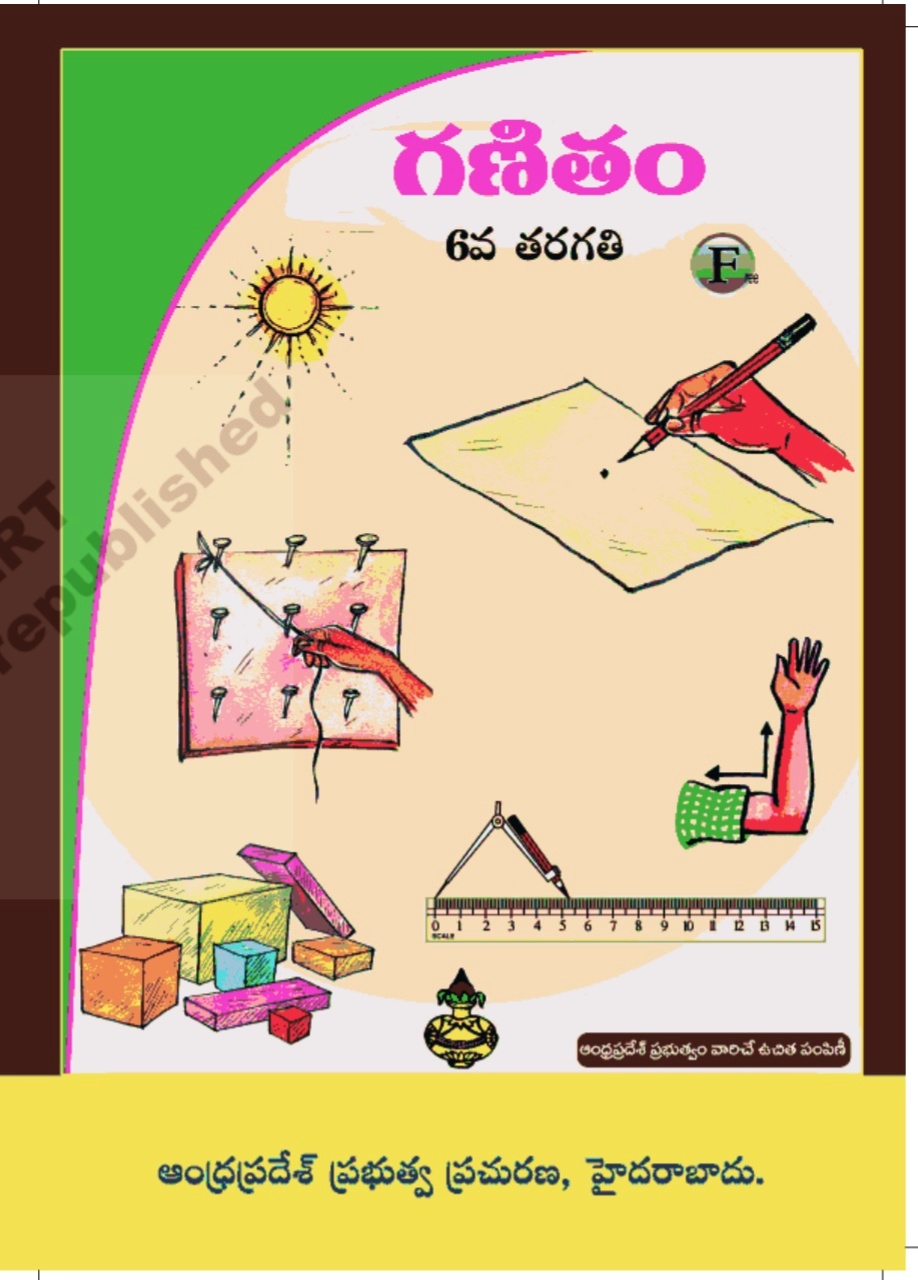 గణితం
6వ తరగతి
F
republished
0 1 2 3 4 5 6 7 8 9 10 11 12 13 14 15
SCALE
ఆంధ్రప్రదేశ్ ప్రభుత్వం వారిచే ఉచిత పంపిణీ
ఆంధ్రప్రదేశ్ ప్రభుత్వ ప్రచురణ, హైదరాబాదు.